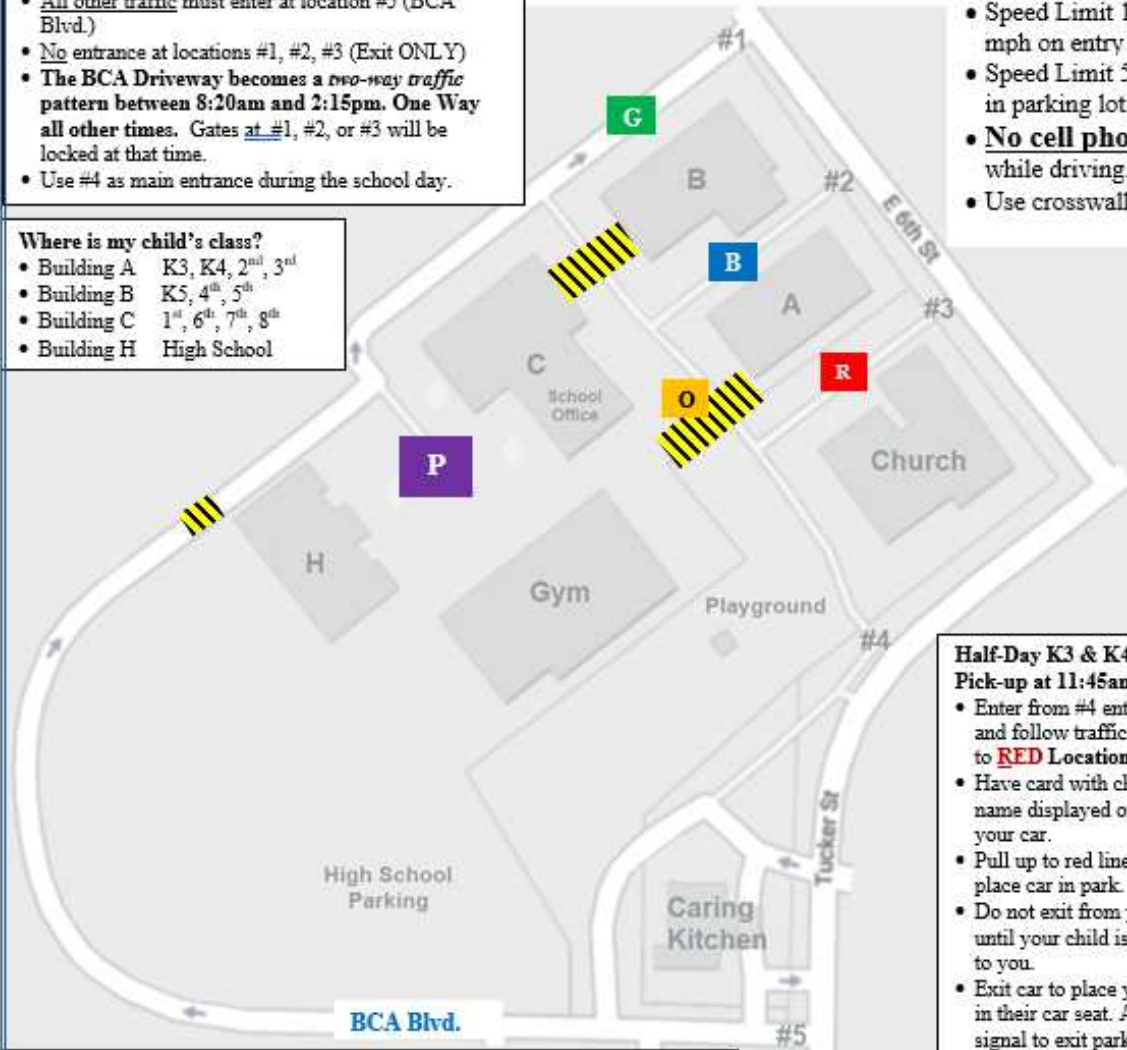 • All other traffic must enter at location #5 (BCA
Blvd.)
• No entrance at locations #1, #2, #3 (Exit ONLY)
• The BCA Driveway becomes a two-way traffic
pattern between 8:20am and 2:15pm. One Way
all other times. Gates at #1, #2, or #3 will be
locked at that time.
• Use #4 as main entrance during the school day.
• Speed Limit 1
mph on entry
• Speed Limit 5
in parking lot
• No cell pho
while driving.
• Use crosswal
Where is my child's class?
• Building A K3, K4, 2nd, 3rd
• Building B K5, 4th, 5th
• Building C 1st, 6th, 7th, 8th
• Building H High School
#1
G
B
#2
E 6th St
B
A
#3
C
School
Office
O
R
P
Church
H
Gym
Playground
#4
Half-Day K3 & K4
Pick-up at 11:45am
• Enter from #4 ent
and follow traffic
to RED Location
• Have card with ch
name displayed o
your car.
• Pull up to red line
place car in park.
• Do not exit from y
until your child is
to you.
• Exit car to place y
in their car seat. A
signal to exit park
Tucker St
High School
Parking
Caring
Kitchen
BCA Blvd.
#5